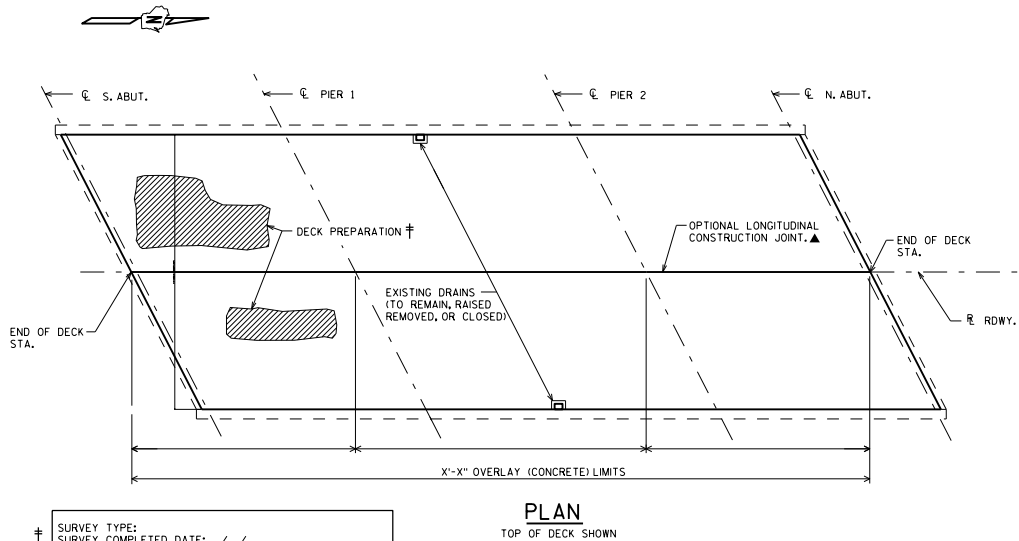 N
℄ S. ABUT.
℄ PIER 1
℄ PIER 2
℄ N. ABUT.
DECK PREPARATION ‡
OPTIONAL LONGITUDINAL
CONSTRUCTION JOINT. ▲
END OF DECK
STA.
EXISTING DRAINS
(TO REMAIN, RAISED
REMOVED, OR CLOSED)
END OF DECK
STA.
RDWY.
X'-X" OVERLAY (CONCRETE) LIMITS
PLAN
TOP OF DECK SHOWN
‡ SURVEY TYPE:
SURVEY COMPLETED DATE: / /